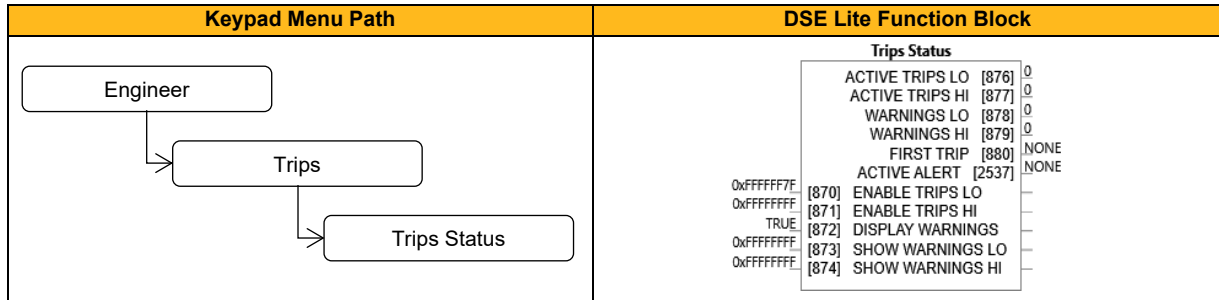 Keypad Menu Path
DSE Lite Function Block
Engineer
Trips
Trips Status
Trips Status
ACTIVE TRIPS LO [876] 0
ACTIVE TRIPS HI [877] 0
WARNINGS LO [878] 0
WARNINGS HI [879] 0
FIRST TRIP [880] NONE
ACTIVE ALERT [2537] NONE
0xFFFFFF7F [870] ENABLE TRIPS LO
0xFFFFFFFF [871] ENABLE TRIPS HI
TRUE [872] DISPLAY WARNINGS
0xFFFFFFFF [873] SHOW WARNINGS LO
0xFFFFFFFF [874] SHOW WARNINGS HI